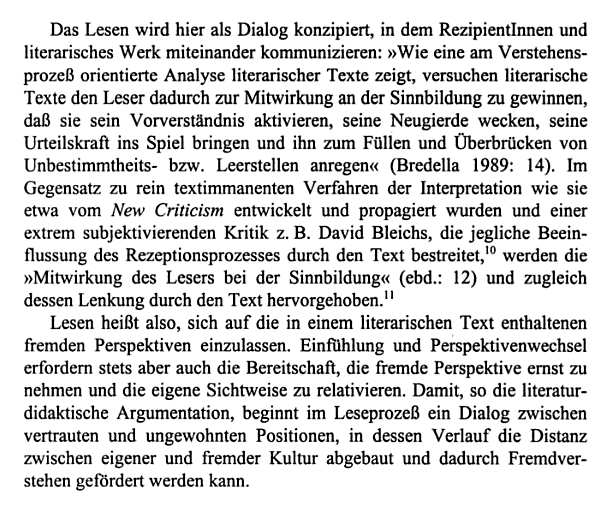 Das Lesen wird hier als Dialog konzipiert, in dem RezipientInnen und
literarisches Werk miteinander kommunizieren: »Wie eine am Verstehens-
prozeß orientierte Analyse literarischer Texte zeigt, versuchen literarische
Texte den Leser dadurch zur Mitwirkung an der Sinnbildung zu gewinnen,
daß sie sein Vorverständnis aktivieren, seine Neugierde wecken, seine
Urteilskraft ins Spiel bringen und ihn zum Füllen und Überbrücken von
Unbestimmtheits- bzw. Leerstellen anregen« (Bredella 1989: 14). Im
Gegensatz zu rein textimmanenten Verfahren der Interpretation wie sie
etwa vom New Criticism entwickelt und propagiert wurden und einer
extrem subjektivierenden Kritik z. B. David Bleichs, die jegliche Beein-
flussung des Rezeptionsprozesses durch den Text bestreitet,¹⁰ werden die
»Mitwirkung des Lesers bei der Sinnbildung« (ebd.: 12) und zugleich
dessen Lenkung durch den Text hervorgehoben.¹¹
Lesen heißt also, sich auf die in einem literarischen Text enthaltenen
fremden Perspektiven einzulassen. Einfühlung und Perspektivenwechsel
erfordern stets aber auch die Bereitschaft, die fremde Perspektive ernst zu
nehmen und die eigene Sichtweise zu relativieren. Damit, so die literatur-
didaktische Argumentation, beginnt im Leseprozeß ein Dialog zwischen
vertrauten und ungewohnten Positionen, in dessen Verlauf die Distanz
zwischen eigener und fremder Kultur abgebaut und dadurch Fremdver-
stehen gefördert werden kann.